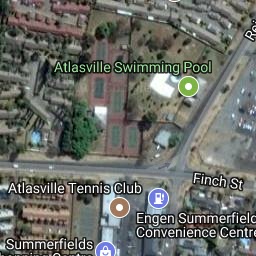 Atlasville Swimming Pool
Finch St
Atlasville Tennis Club
Engen Summerfield
Convenience Centre
Summerfields